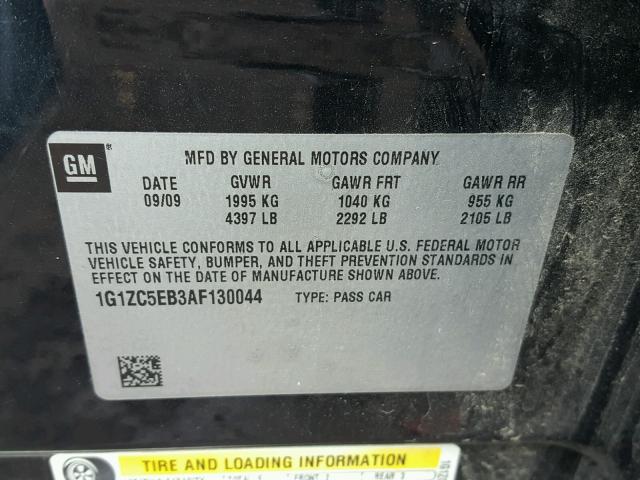 GM ®
MFD BY GENERAL MOTORS COMPANY
DATE GVWR GAWR FRT GAWR RR
09/09 1995 KG 1040 KG 955 KG
4397 LB 2292 LB 2105 LB
THIS VEHICLE CONFORMS TO ALL APPLICABLE U.S. FEDERAL MOTOR
VEHICLE SAFETY, BUMPER, AND THEFT PREVENTION STANDARDS IN
EFFECT ON THE DATE OF MANUFACTURE SHOWN ABOVE.
1G1ZC5EB3AF130044 TYPE: PASS CAR
TIRE AND LOADING INFORMATION